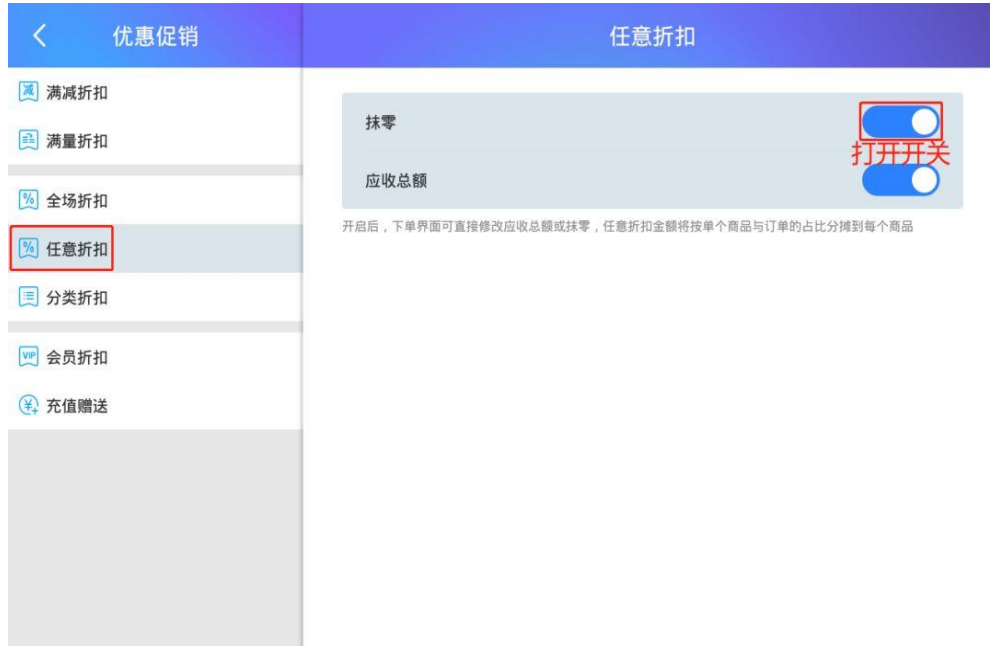 优惠促销
任意折扣
减 满减折扣
满量折扣
% 全场折扣
% 任意折扣
分类折扣
VIP 会员折扣
¥+ 充值赠送
抹零
打开开关
应收总额
开启后，下单界面可直接修改应收总额或抹零，任意折扣金额将按单个商品与订单的占比分摊到每个商品